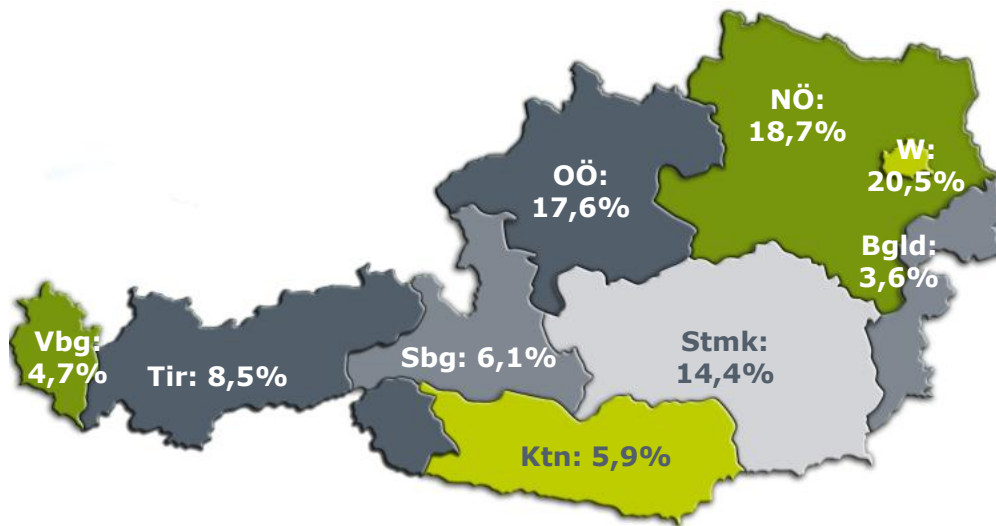 NÖ:
18,7%
W:
20,5%
OÖ:
17,6%
Bgld:
3,6%
Vbg:
4,7%
Tir: 8,5%
Sbg: 6,1%
Stmk:
14,4%
Ktn: 5,9%